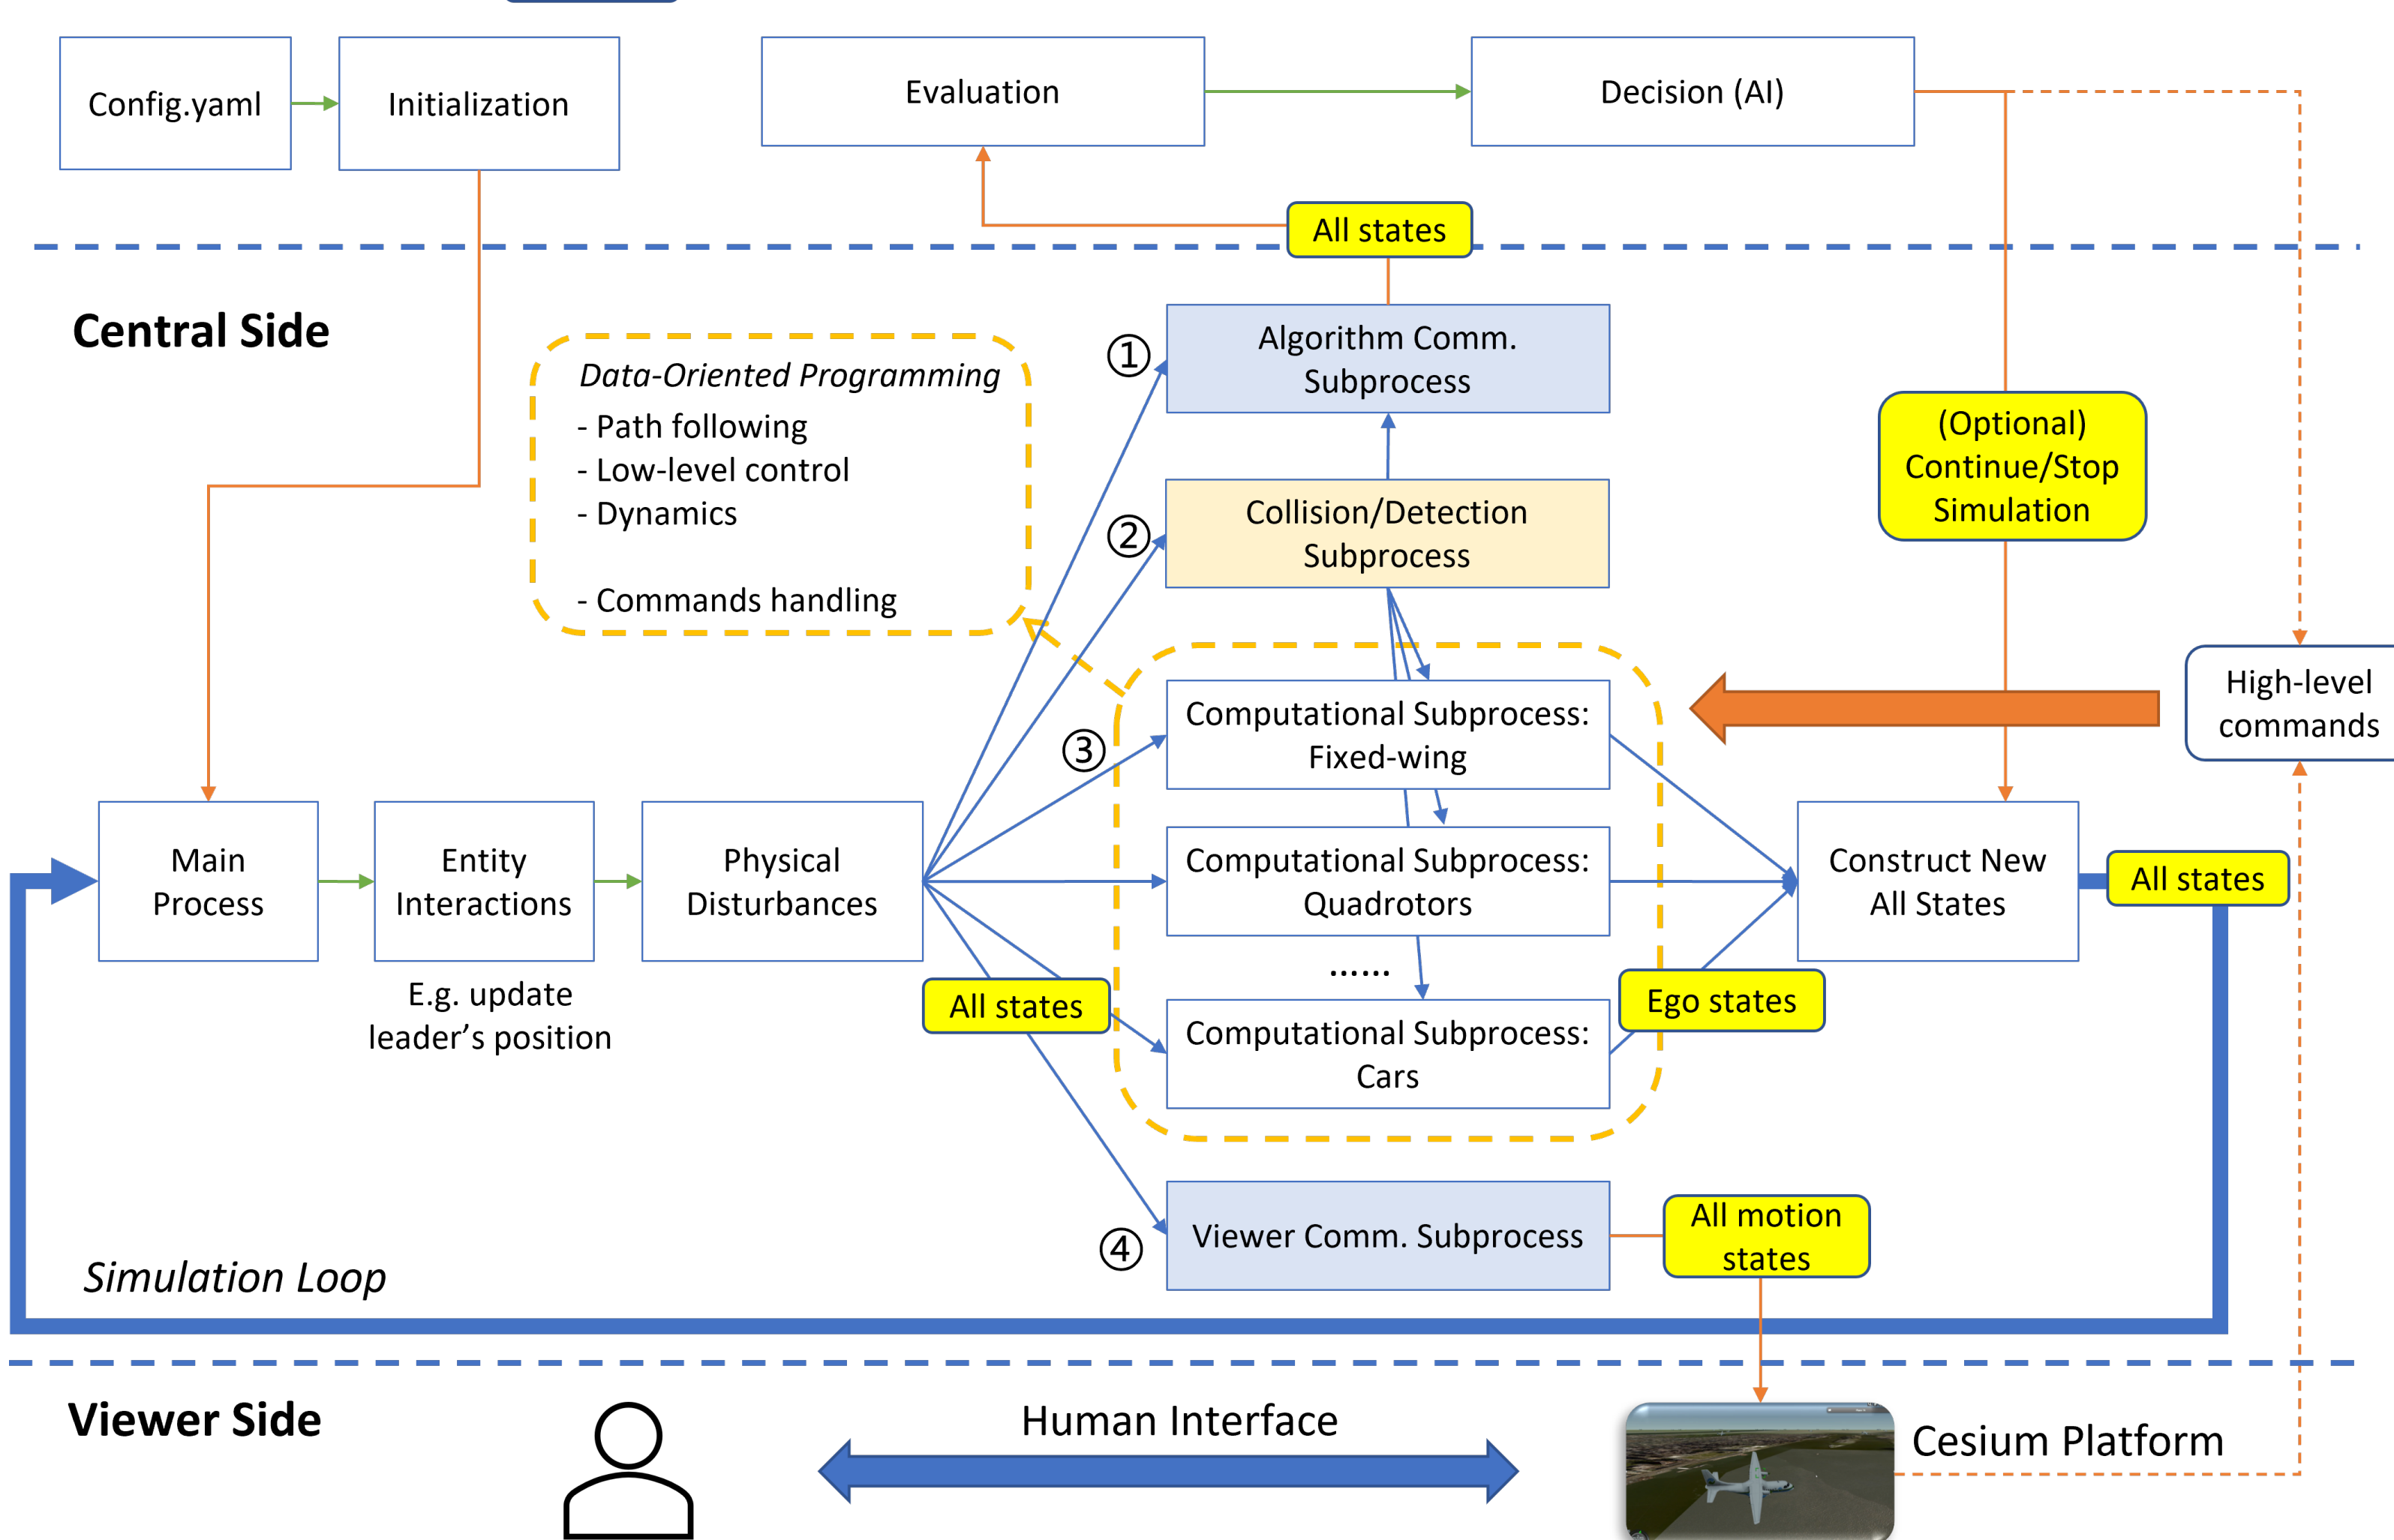 Config.yaml
Initialization
Evaluation
Decision (AI)
All states
Central Side
Data-Oriented Programming
- Path following
- Low-level control
- Dynamics
- Commands handling
①
Algorithm Comm.
Subprocess
②
Collision/Detection
Subprocess
(Optional)
Continue/Stop
Simulation
High-level
commands
③
Computational Subprocess:
Fixed-wing
Main
Process
Entity
Interactions
Physical
Disturbances
Computational Subprocess:
Quadrotors
Construct New
All States
All states
E.g. update
leader’s position
All states
......
Computational Subprocess:
Cars
Ego states
④
Viewer Comm. Subprocess
All motion
states
Simulation Loop
Viewer Side
Human Interface
Cesium Platform